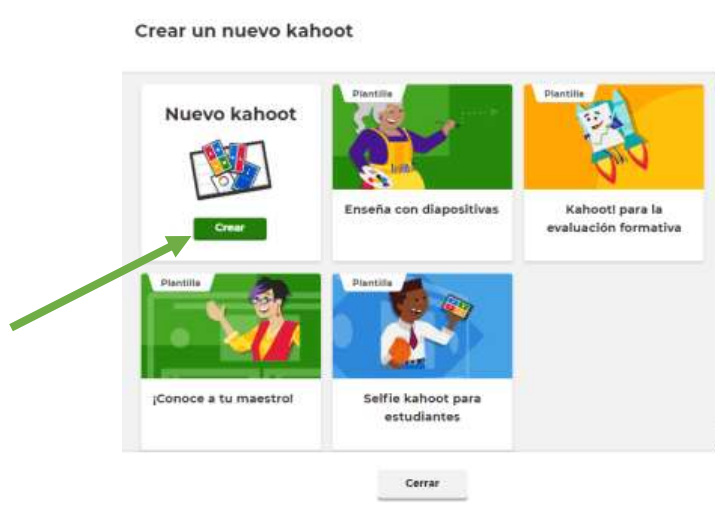 Crear un nuevo kahoot
Nuevo kahoot
Crear
Plantilla
Enseña con diapositivas
Plantilla
Kahoot! para la
evaluación formativa
Plantilla
¡Conoce a tu maestro!
Plantilla
Selfie kahoot para
estudiantes
Cerrar